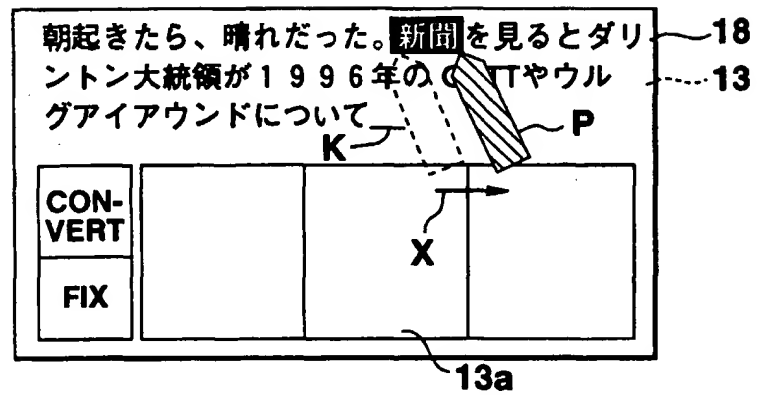 朝起きたら、晴れだった。新聞を見るとダリ
ントン大統領が1996年の TTやウル
グアイアウンドについて_
18
13
K
P
X
CON-
VERT
FIX
13a